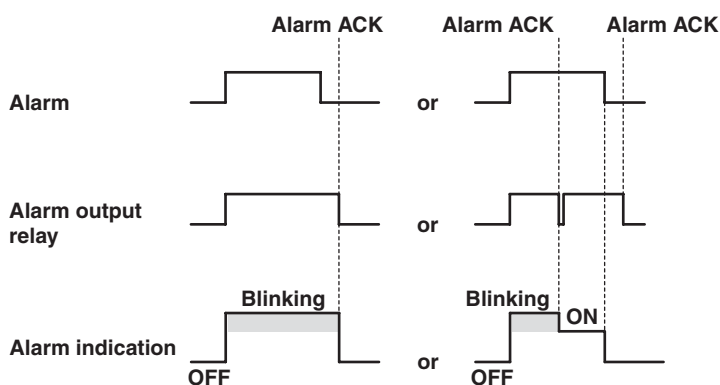 Alarm ACK Alarm ACK Alarm ACK
Alarm or
Alarm output
relay
or
Blinking Blinking ON
Alarm indication or
OFF OFF